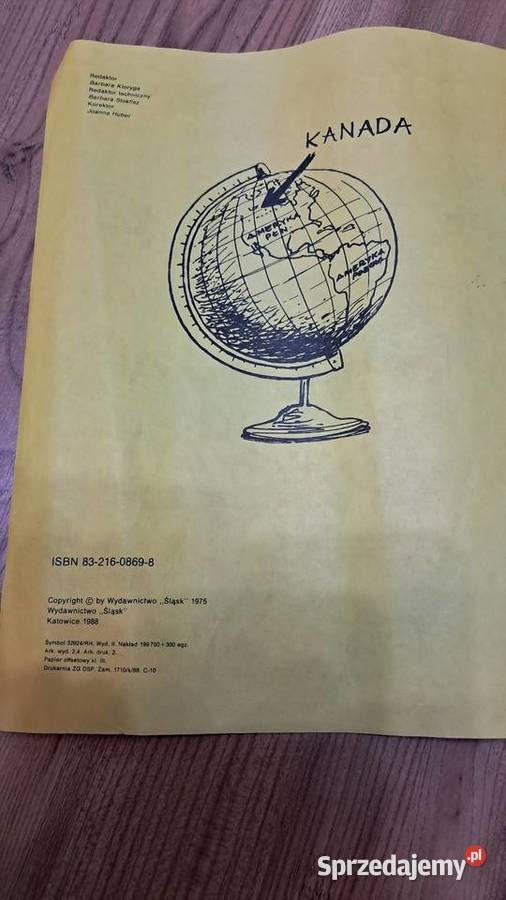 Redaktor
Barbara Kloryga
Redaktor techniczny
Barbara Stokfisz
Korektor
Joanna Huber
KANADA
AMERYKA
PŁN
AMERYKA
ISBN 83-216-0869-8
Copyright © by Wydawnictwo „Śląsk" 1975
Wydawnictwo „Śląsk"
Katowice 1988
Symbol 32924/RH. Wyd. II. Nakład 199 700 + 300 egz.
Ark. wyd. 2,4. Ark. druk. 2.
Papier offsetowy kl. III.
Drukarnia ZG DSP. Zam. 1710/k/88. C-10
Sprzedajemy.pl